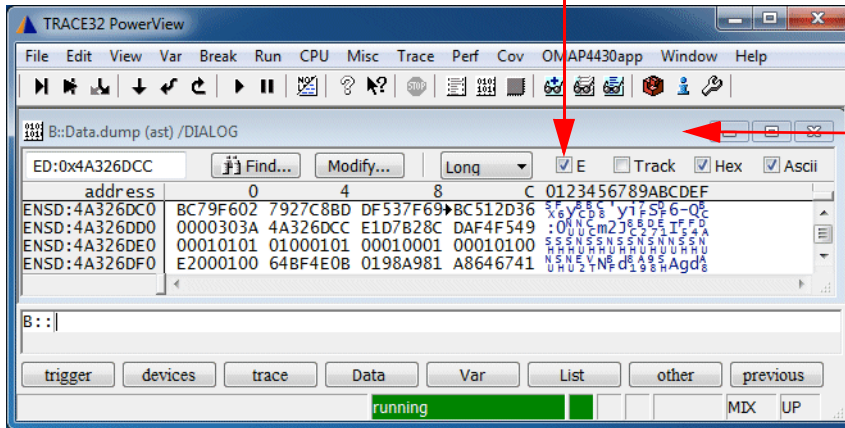 TRACE32 PowerView
File Edit View Var Break Run CPU Misc Trace Perf Cov OMAP4430app Window Help
B::Data.dump (ast) /DIALOG
ED:0x4A326DCC Find... Modify... Long E Track Hex Ascii
address 0 4 8 C 0123456789ABCDEF
ENSD:4A326DC0 BC79F602 7927C8BD DF537F69 BC512D36
ENSD:4A326DD0 0000303A 4A326DCC E1D7B28C DAF4F549
ENSD:4A326DE0 00010101 01000101 00010001 00010100
ENSD:4A326DF0 E2000100 64BF4E0B 0198A981 A8646741
B::
trigger devices trace Data Var List other previous
running MIX UP